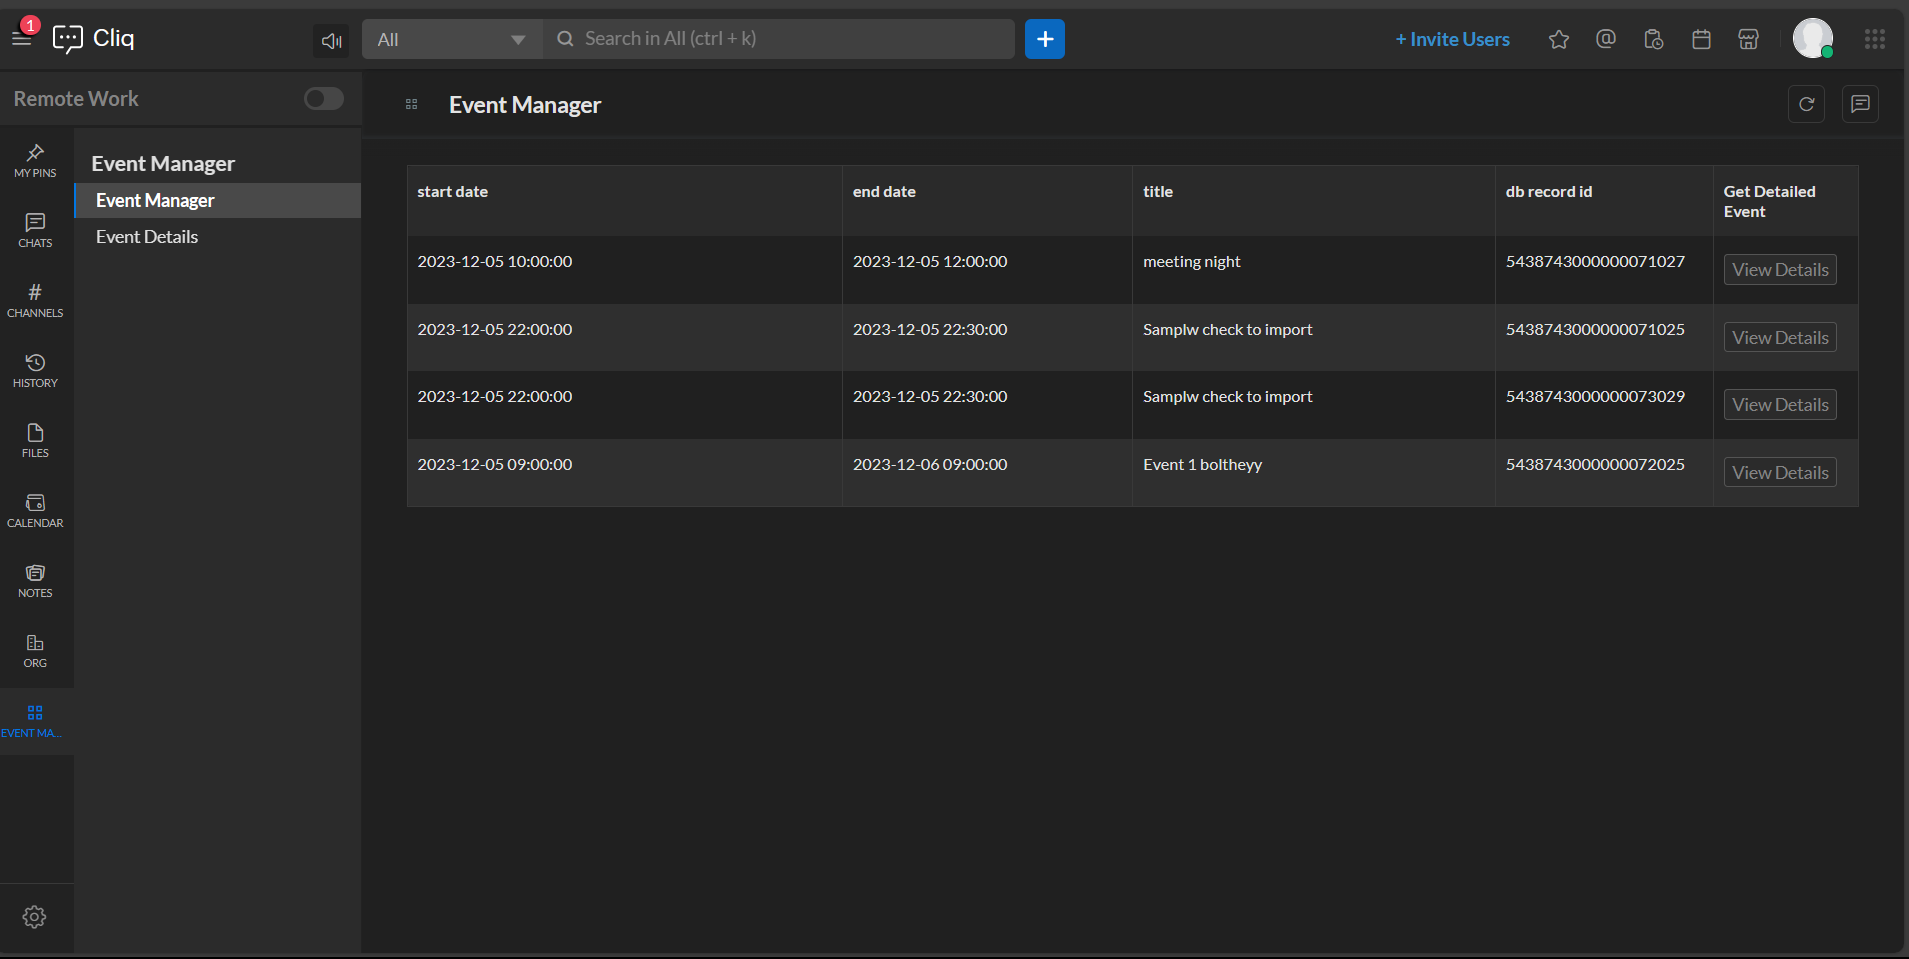 1
Cliq
All
Search in All (ctrl + k)
+
+ Invite Users
Remote Work
Event Manager
MY PINS
CHATS
CHANNELS
HISTORY
FILES
CALENDAR
NOTES
ORG
EVENT MA...
Event Manager
Event Manager
Event Details
start date end date title db record id Get Detailed
Event
2023-12-05 10:00:00 2023-12-05 12:00:00 meeting night 5438743000000071027 View Details
2023-12-05 22:00:00 2023-12-05 22:30:00 Samplw check to import 5438743000000071025 View Details
2023-12-05 22:00:00 2023-12-05 22:30:00 Samplw check to import 5438743000000073029 View Details
2023-12-05 09:00:00 2023-12-06 09:00:00 Event 1 boltheyy 5438743000000072025 View Details